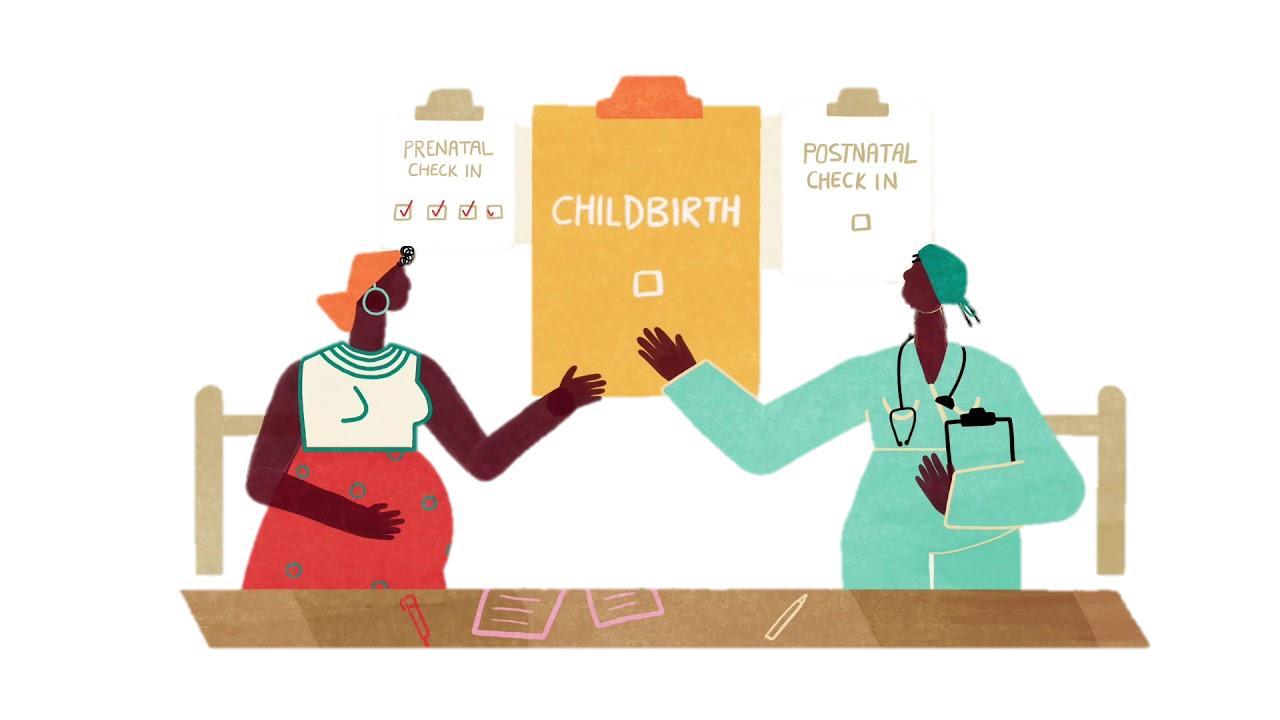 PRENATAL
CHECK IN
CHILDBIRTH
POSTNATAL
CHECK IN